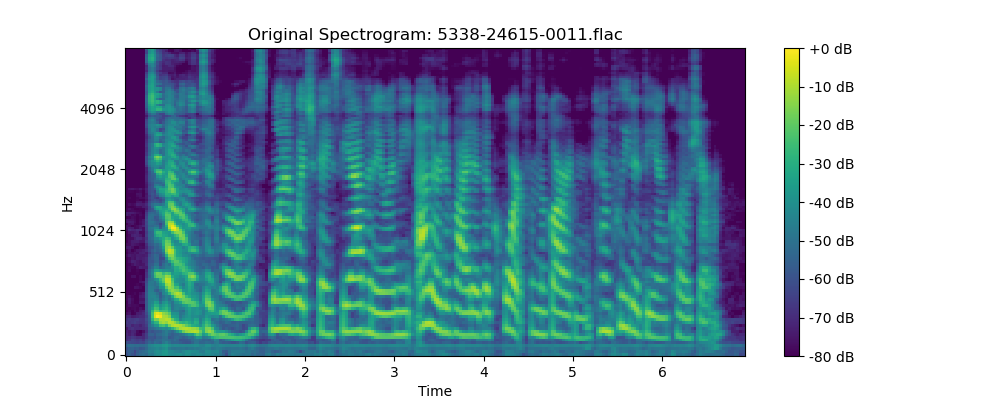 Original Spectrogram: 5338-24615-0011.flac
Hz
4096
2048
1024
512
0
0 1 2 3 4 5 6
Time
+0 dB
-10 dB
-20 dB
-30 dB
-40 dB
-50 dB
-60 dB
-70 dB
-80 dB